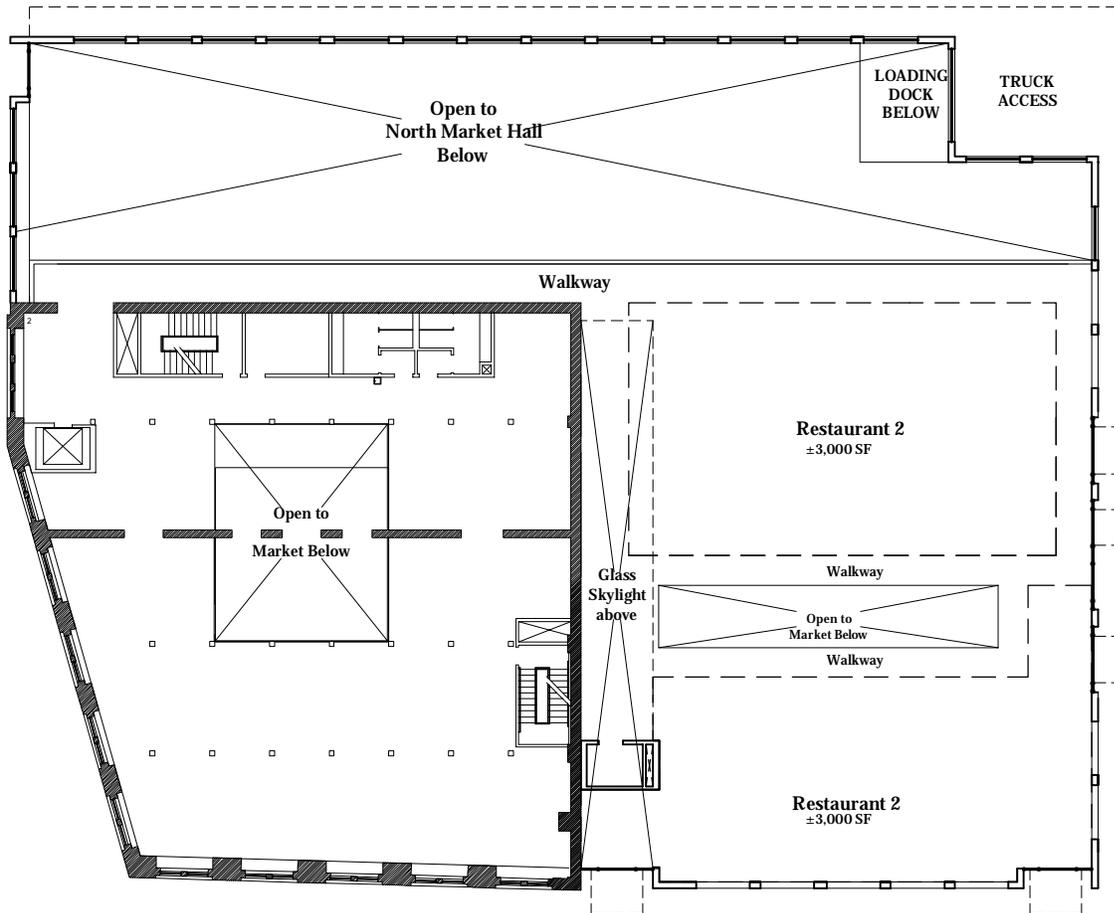 LOADING
DOCK
BELOW
TRUCK
ACCESS
Open to
North Market Hall
Below
Walkway
2
Restaurant 2
±3,000 SF
Open to
Market Below
Walkway
Glass
Skylight
above
Open to
Market Below
Walkway
Restaurant 2
±3,000 SF